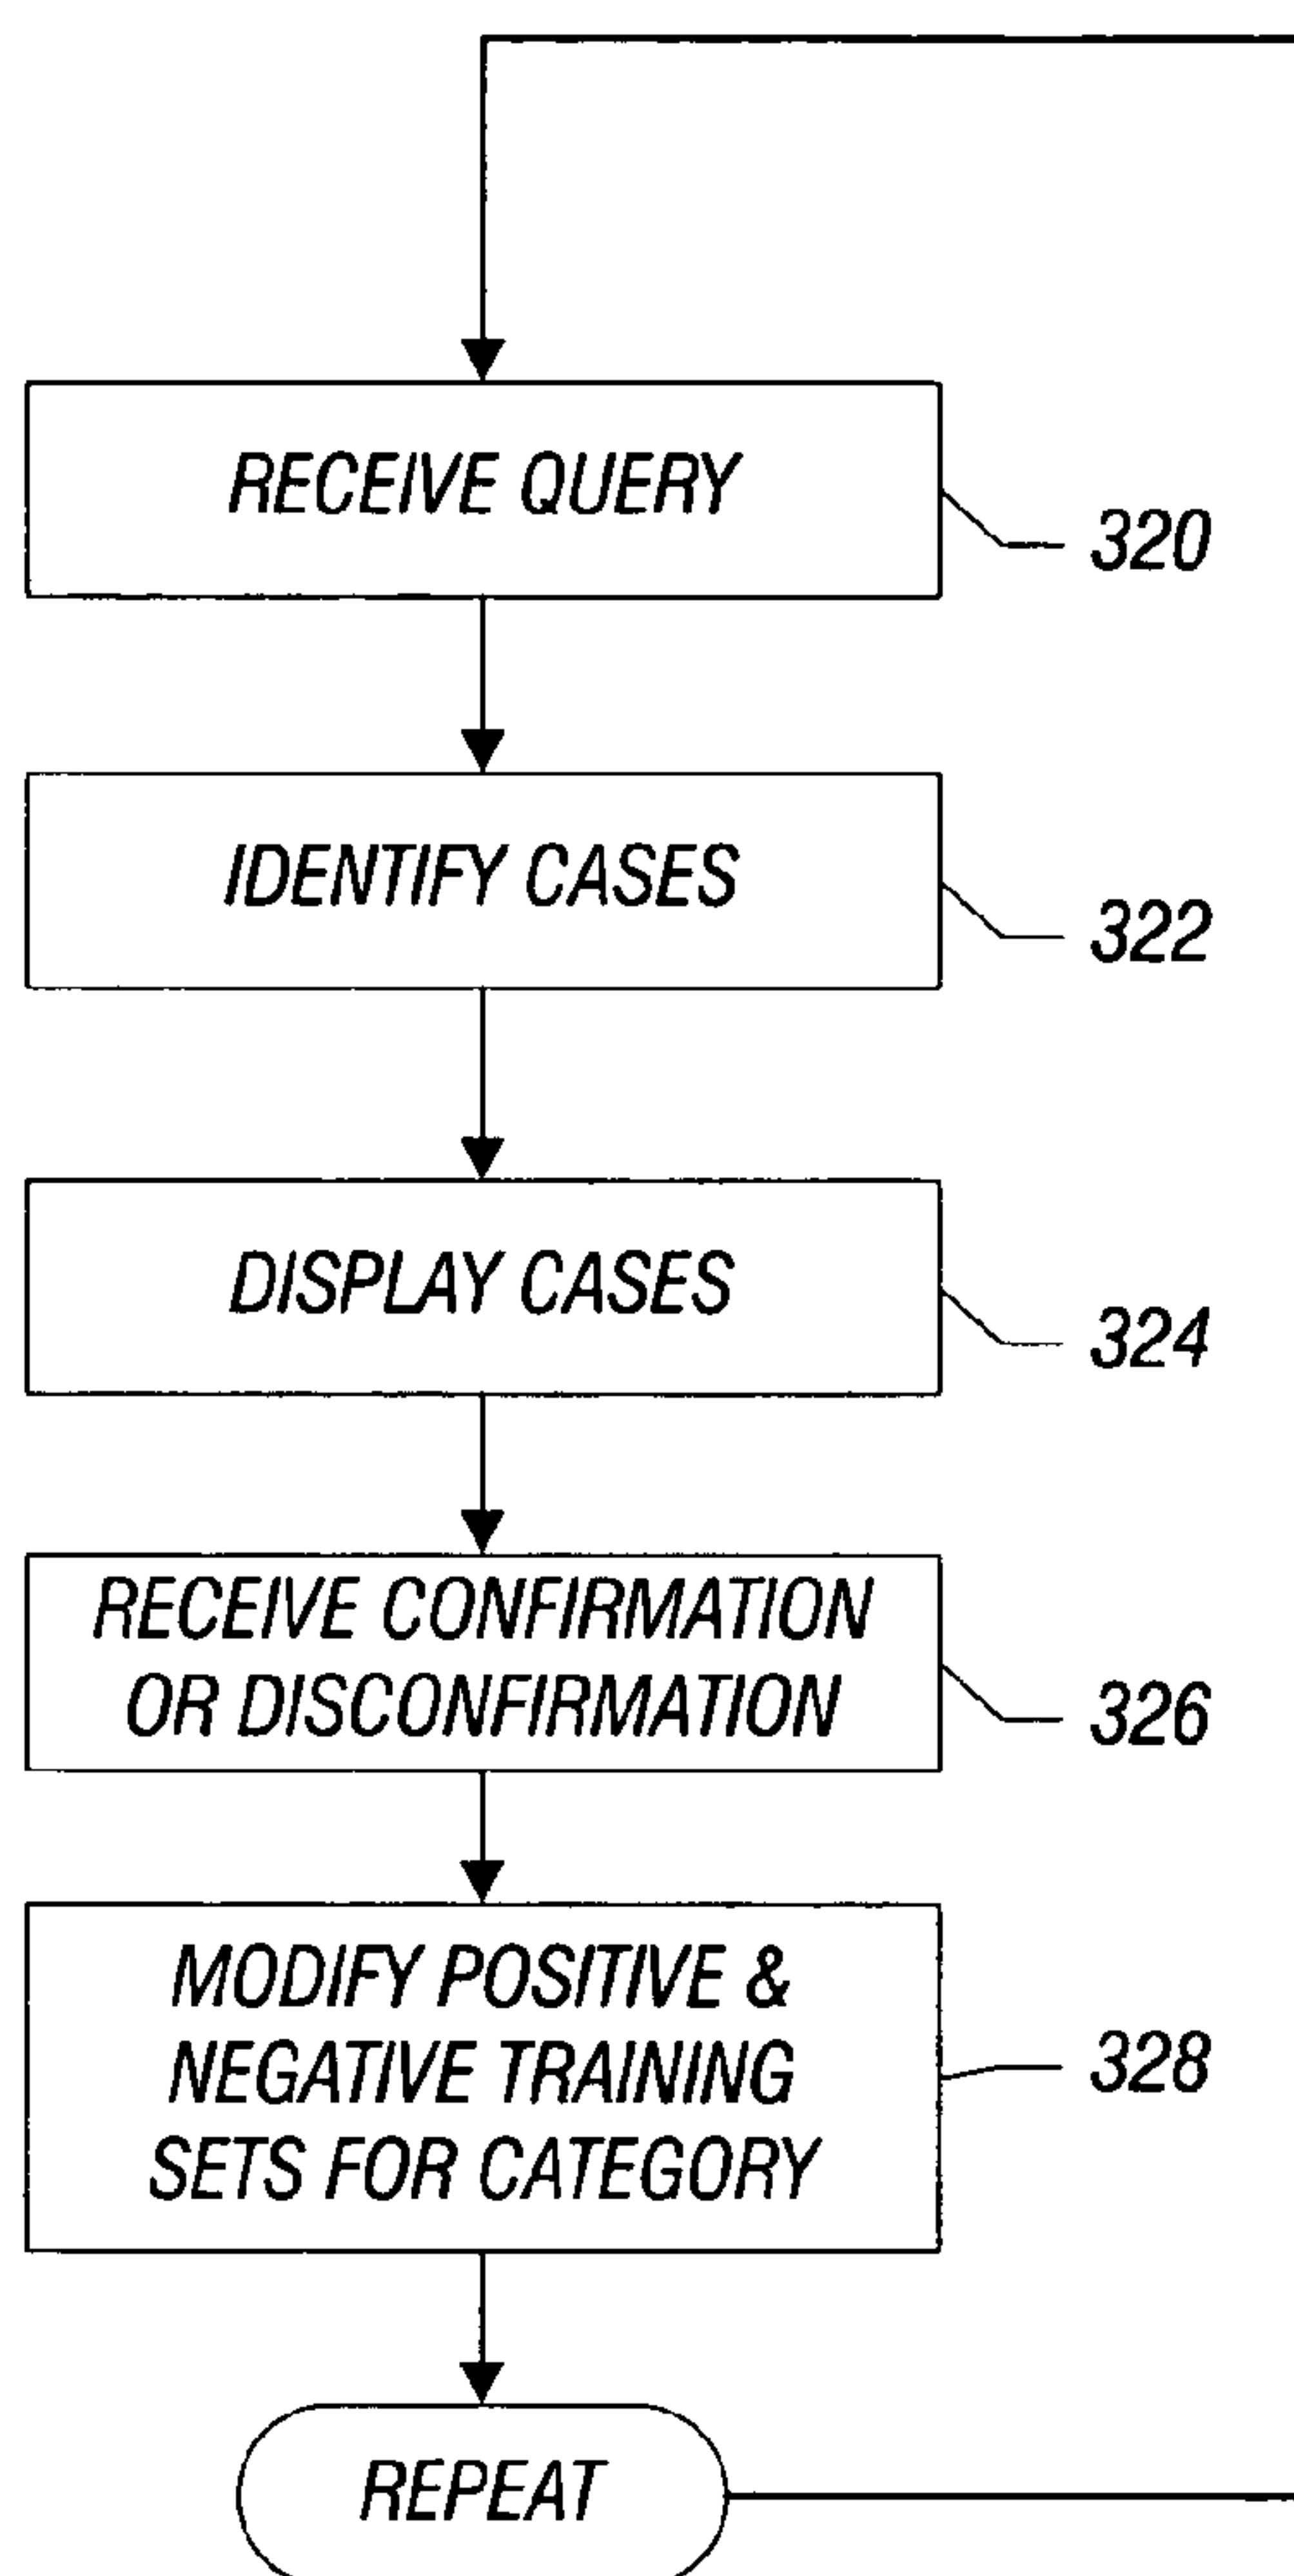 RECEIVE QUERY
320
IDENTIFY CASES
322
DISPLAY CASES
324
RECEIVE CONFIRMATION
OR DISCONFIRMATION
326
MODIFY POSITIVE &
NEGATIVE TRAINING
SETS FOR CATEGORY
328
REPEAT